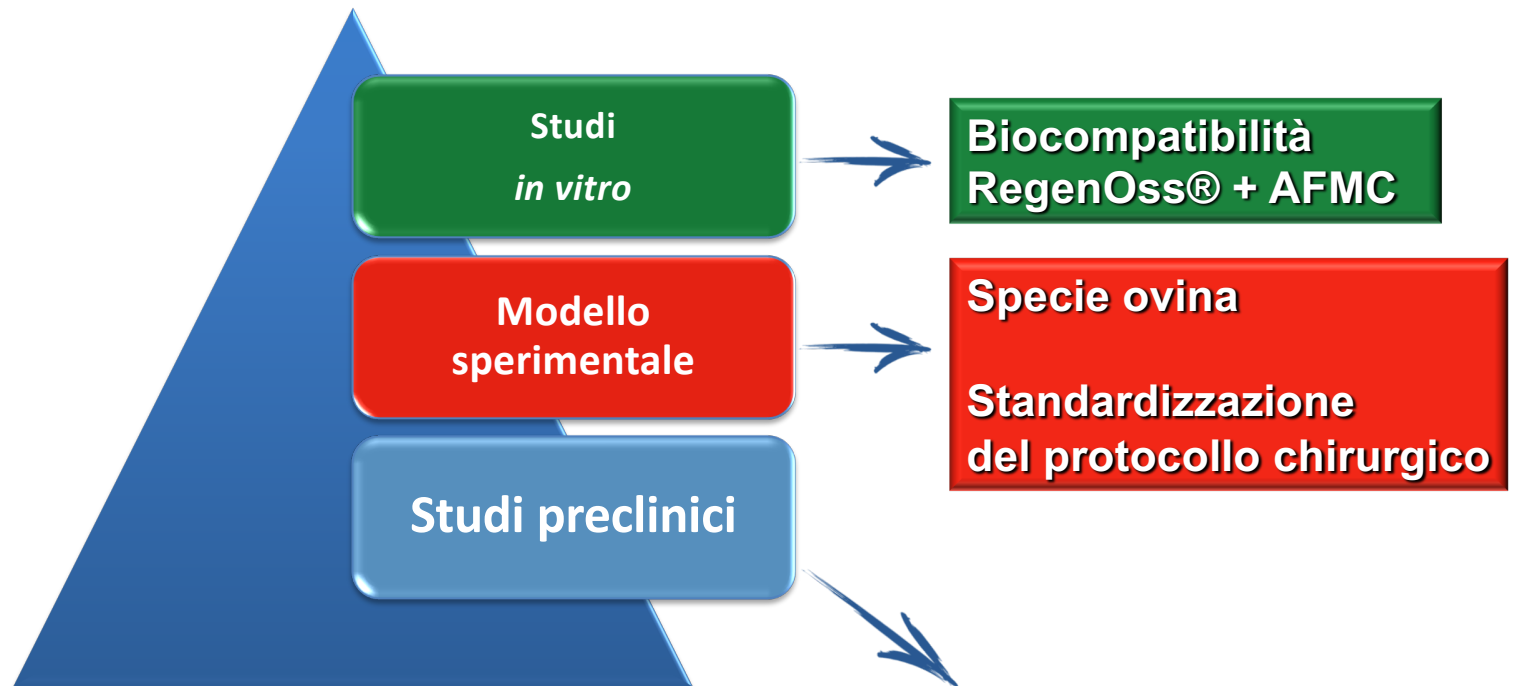 Studi
in vitro
Biocompatibilità
RegenOss® + AFMC
Modello
sperimentale
Specie ovina
Standardizzazione
del protocollo chirurgico
Studi preclinici